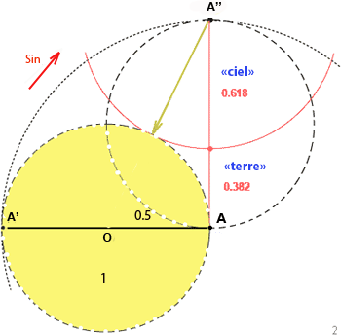 A"
Sin
«ciel»
0.618
«terre»
0.382
A'
0.5
A
O
1
2